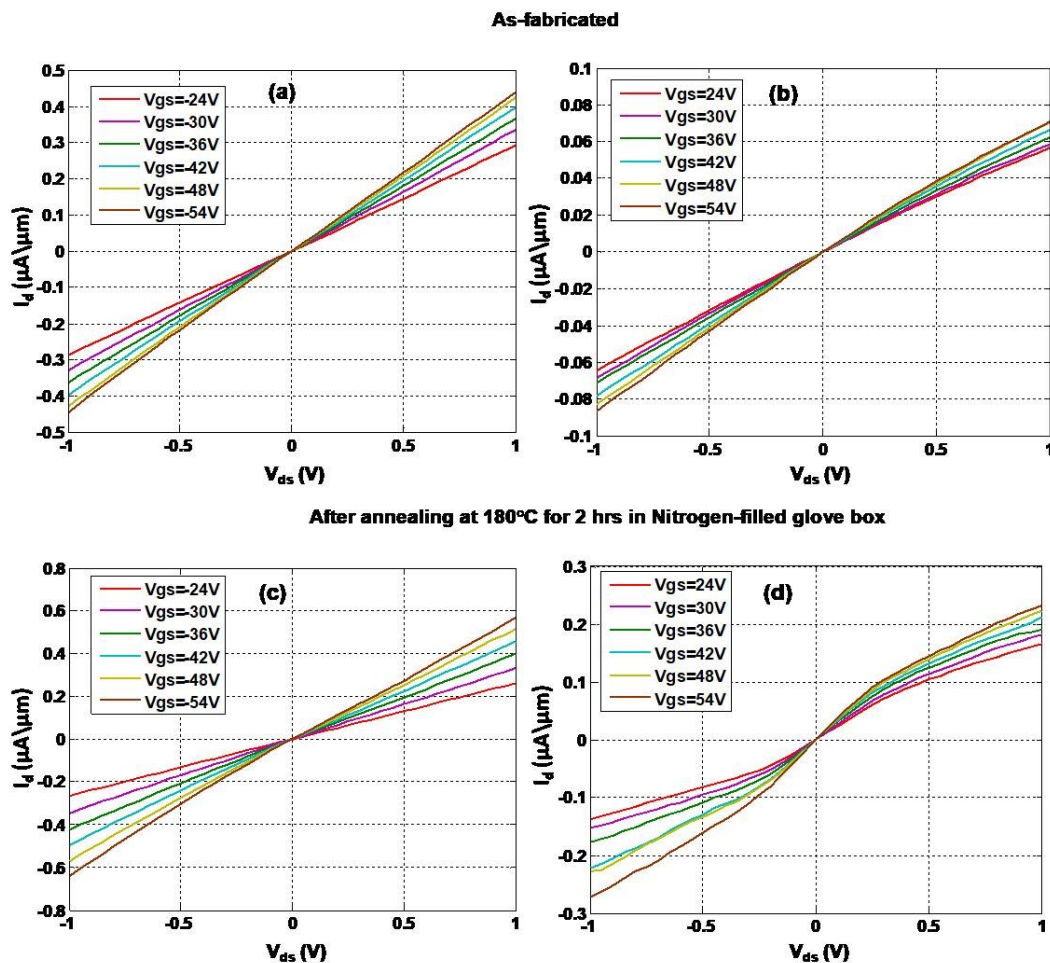 As-fabricated
(a)
Vgs=-24V
Vgs=-30V
Vgs=-36V
Vgs=-42V
Vgs=-48V
Vgs=-54V
0.5
0.4
0.3
0.2
0.1
0
-0.1
-0.2
-0.3
-0.4
-0.5
-1
-0.5
0
0.5
1
I_d (µA\µm)
V_ds (V)
(b)
Vgs=24V
Vgs=30V
Vgs=36V
Vgs=42V
Vgs=48V
Vgs=54V
0.1
0.08
0.06
0.04
0.02
0
-0.02
-0.04
-0.06
-0.08
-0.1
-1
-0.5
0
0.5
1
I_d (µA\µm)
V_ds (V)
After annealing at 180°C for 2 hrs in Nitrogen-filled glove box
(c)
Vgs=-24V
Vgs=-30V
Vgs=-36V
Vgs=-42V
Vgs=-48V
Vgs=-54V
0.8
0.6
0.4
0.2
0
-0.2
-0.4
-0.6
-0.8
-1
-0.5
0
0.5
1
I_d (µA\µm)
V_ds (V)
(d)
Vgs=24V
Vgs=30V
Vgs=36V
Vgs=42V
Vgs=48V
Vgs=54V
0.3
0.2
0.1
0
-0.1
-0.2
-0.3
-1
-0.5
0
0.5
1
I_d (µA\µm)
V_ds (V)